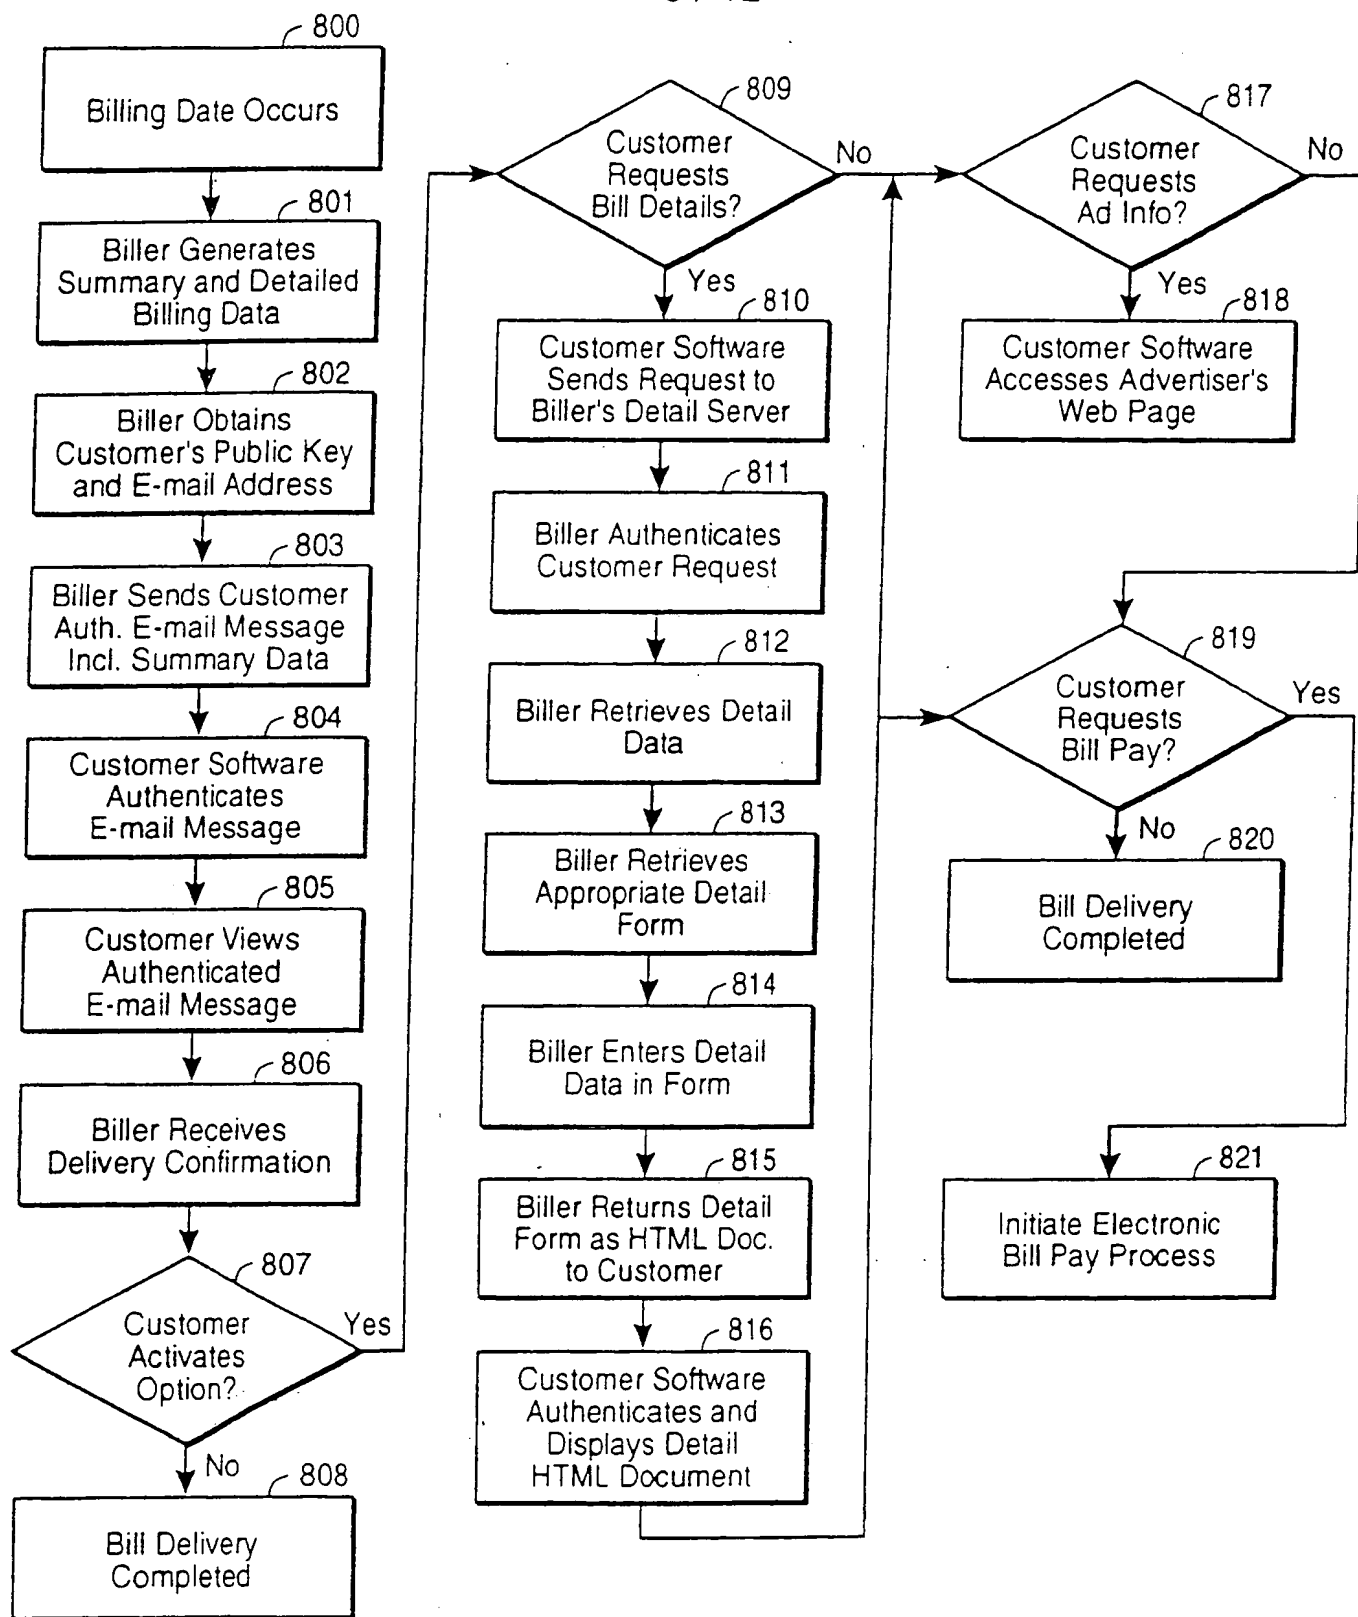 800
Billing Date Occurs
801
Biller Generates
Summary and Detailed
Billing Data
802
Biller Obtains
Customer's Public Key
and E-mail Address
803
Biller Sends Customer
Auth. E-mail Message
Incl. Summary Data
804
Customer Software
Authenticates
E-mail Message
805
Customer Views
Authenticated
E-mail Message
806
Biller Receives
Delivery Confirmation
807
Customer
Activates
Option?
Yes
No
808
Bill Delivery
Completed
809
Customer
Requests
Bill Details?
No
Yes
810
Customer Software
Sends Request to
Biller's Detail Server
811
Biller Authenticates
Customer Request
812
Biller Retrieves Detail
Data
813
Biller Retrieves
Appropriate Detail
Form
814
Biller Enters Detail
Data in Form
815
Biller Returns Detail
Form as HTML Doc.
to Customer
816
Customer Software
Authenticates and
Displays Detail
HTML Document
817
Customer
Requests
Ad Info?
No
Yes
818
Customer Software
Accesses Advertiser's
Web Page
819
Customer
Requests
Bill Pay?
Yes
No
820
Bill Delivery
Completed
821
Initiate Electronic
Bill Pay Process